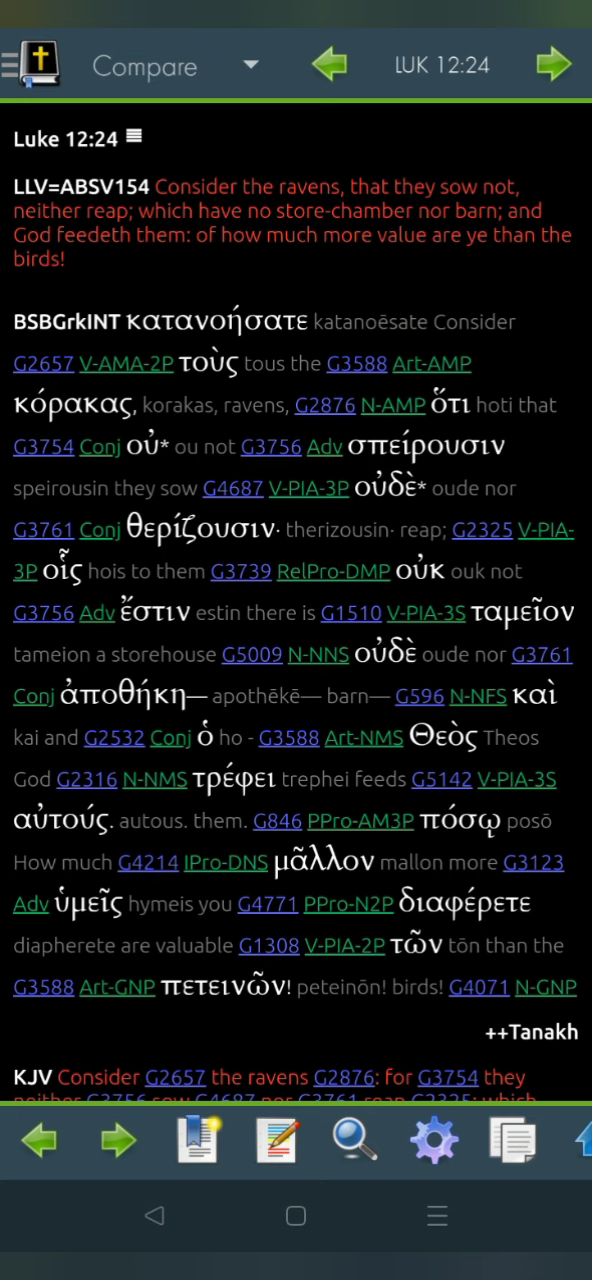 Compare
LUK 12:24
Luke 12:24
LLV=ABSV154 Consider the ravens, that they sow not,
neither reap; which have no store-chamber nor barn; and
God feedeth them: of how much more value are ye than the
birds!
BSBGrkINT κατανοήσατε katanoēsate Consider
G2657 V-AMA-2P τοὺς tous the G3588 Art-AMP
κόρακας, korakas, ravens, G2876 N-AMP ὅτι hoti that
G3754 Conj οὐ* ou not G3756 Adv σπείρουσιν
speirousin they sow G4687 V-PIA-3P οὐδὲ* oude nor
G3761 Conj θερίζουσιν· therizousin· reap; G2325 V-PIA-
3P οἷς hois to them G3739 RelPro-DMP οὐκ ouk not
G3756 Adv ἔστιν estin there is G1510 V-PIA-3S ταμεῖον
tameion a storehouse G5009 N-NNS οὐδὲ oude nor G3761
Conj ἀποθήκη— apothēkē— barn— G596 N-NFS καὶ
kai and G2532 Conj ὁ ho - G3588 Art-NMS Θεὸς Theos
God G2316 N-NMS τρέφει trephei feeds G5142 V-PIA-3S
αὐτούς. autous. them. G846 PPro-AM3P πόσῳ posō
How much G4214 IPro-DNS μᾶλλον mallon more G3123
Adv ὑμεῖς hymeis you G4771 PPro-N2P διαφέρετε
diapherete are valuable G1308 V-PIA-2P τῶν tōn than the
G3588 Art-GNP πετεινῶν! peteinōn! birds! G4071 N-GNP
++Tanakh
KJV Consider G2657 the ravens G2876: for G3754 they
neither G3756 sow G4687 nor G3761 reap G2325: which